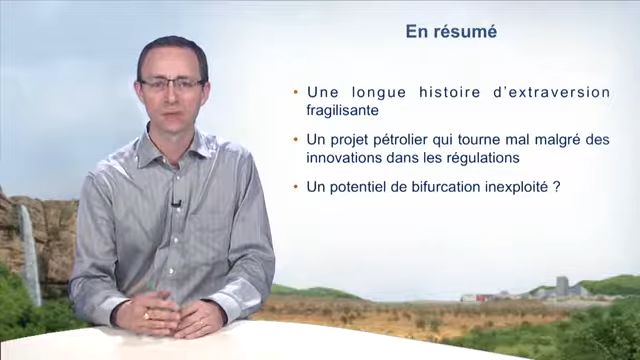 En résumé
• Une longue histoire d'extraversion
fragilisante
• Un projet pétrolier qui tourne mal malgré des
innovations dans les régulations
• Un potentiel de bifurcation inexploité ?